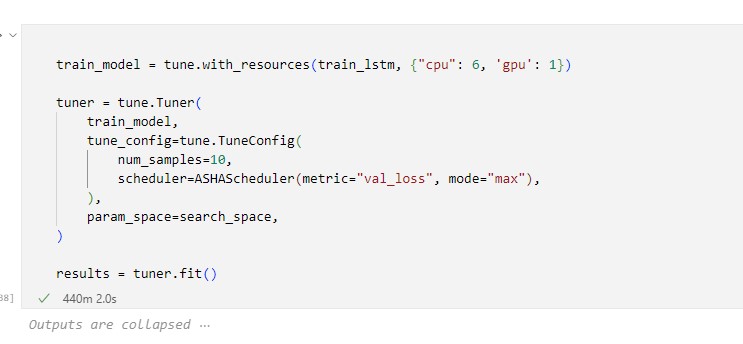 train_model = tune.with_resources(train_lstm, {"cpu": 6, 'gpu': 1})
tuner = tune.Tuner(
train_model,
tune_config=tune.TuneConfig(
num_samples=10,
scheduler=ASHAScheduler(metric="val_loss", mode="max"),
),
param_space=search_space,
)
results = tuner.fit()
38]
440m 2.0s
Outputs are collapsed ...